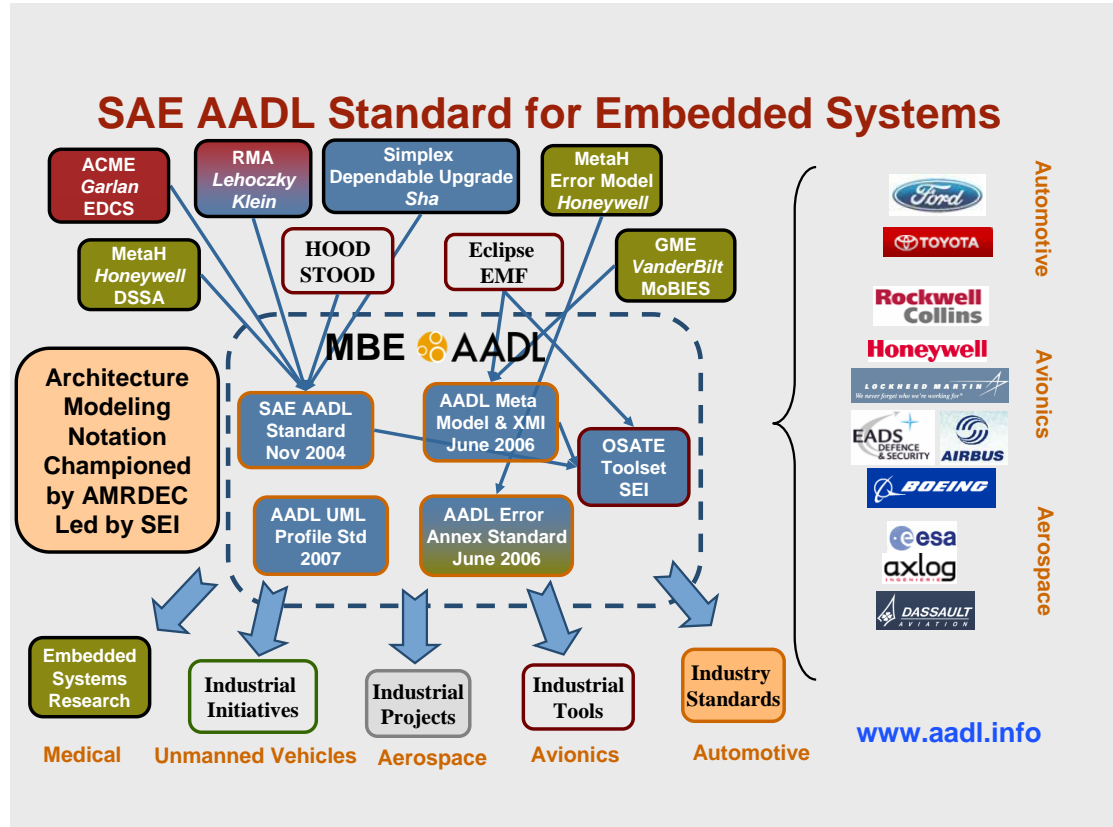 SAE AADL Standard for Embedded Systems
ACME
Garlan
EDCS
RMA
Lehoczky
Klein
Simplex
Dependable Upgrade
Sha
MetaH
Error Model
Honeywell
MetaH
Honeywell
DSSA
HOOD
STOOD
Eclipse
EMF
GME
VanderBilt
MoBIES
MBE AADL
Architecture
Modeling
Notation
Championed
by AMRDEC
Led by SEI
SAE AADL
Standard
Nov 2004
AADL Meta
Model & XMI
June 2006
OSATE
Toolset
SEI
AADL UML
Profile Std
2007
AADL Error
Annex Standard
June 2006
Embedded
Systems
Research
Industrial
Initiatives
Industrial
Projects
Industrial
Tools
Industry
Standards
Medical
Unmanned Vehicles
Aerospace
Avionics
Automotive
Ford
TOYOTA
Rockwell
Collins
Honeywell
LOCKHEED MARTIN
We never forget who we're working for®
EADS
DEFENCE
& SECURITY
AIRBUS
BOEING
esa
axlog
INGENIERIE
DASSAULT
AVIATION
Automotive
Avionics
Aerospace
www.aadl.info